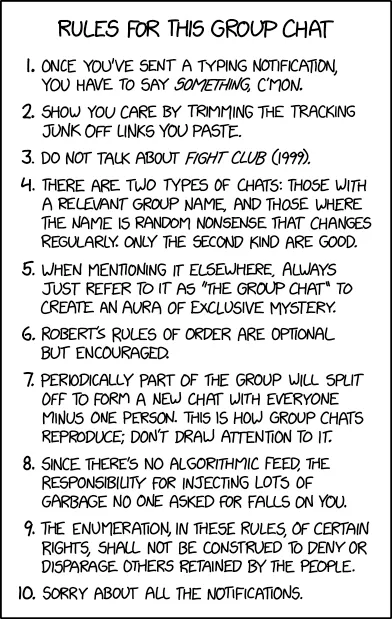 RULES FOR THIS GROUP CHAT
1. ONCE YOU'VE SENT A TYPING NOTIFICATION,
YOU HAVE TO SAY SOMETHING, C'MON.
2. SHOW YOU CARE BY TRIMMING THE TRACKING
JUNK OFF LINKS YOU PASTE.
3. DO NOT TALK ABOUT FIGHT CLUB (1999).
4. THERE ARE TWO TYPES OF CHATS: THOSE WITH
A RELEVANT GROUP NAME, AND THOSE WHERE
THE NAME IS RANDOM NONSENSE THAT CHANGES
REGULARLY. ONLY THE SECOND KIND ARE GOOD.
5. WHEN MENTIONING IT ELSEWHERE, ALWAYS
JUST REFER TO IT AS "THE GROUP CHAT" TO
CREATE AN AURA OF EXCLUSIVE MYSTERY.
6. ROBERT'S RULES OF ORDER ARE OPTIONAL
BUT ENCOURAGED.
7. PERIODICALLY PART OF THE GROUP WILL SPLIT
OFF TO FORM A NEW CHAT WITH EVERYONE
MINUS ONE PERSON. THIS IS HOW GROUP CHATS
REPRODUCE; DON'T DRAW ATTENTION TO IT.
8. SINCE THERE'S NO ALGORITHMIC FEED, THE
RESPONSIBILITY FOR INJECTING LOTS OF
GARBAGE NO ONE ASKED FOR FALLS ON YOU.
9. THE ENUMERATION, IN THESE RULES, OF CERTAIN
RIGHTS, SHALL NOT BE CONSTRUED TO DENY OR
DISPARAGE OTHERS RETAINED BY THE PEOPLE.
10. SORRY ABOUT ALL THE NOTIFICATIONS.